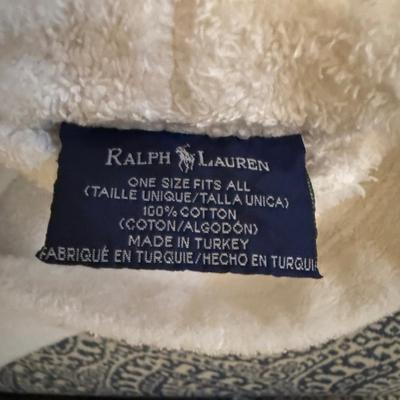 RALPH LAUREN
ONE SIZE FITS ALL
(TAILLE UNIQUE/TALLA UNICA)
100% COTTON
(COTON/ALGODÓN)
MADE IN TURKEY
FABRIQUÉ EN TURQUIE/HECHO EN TURQUI